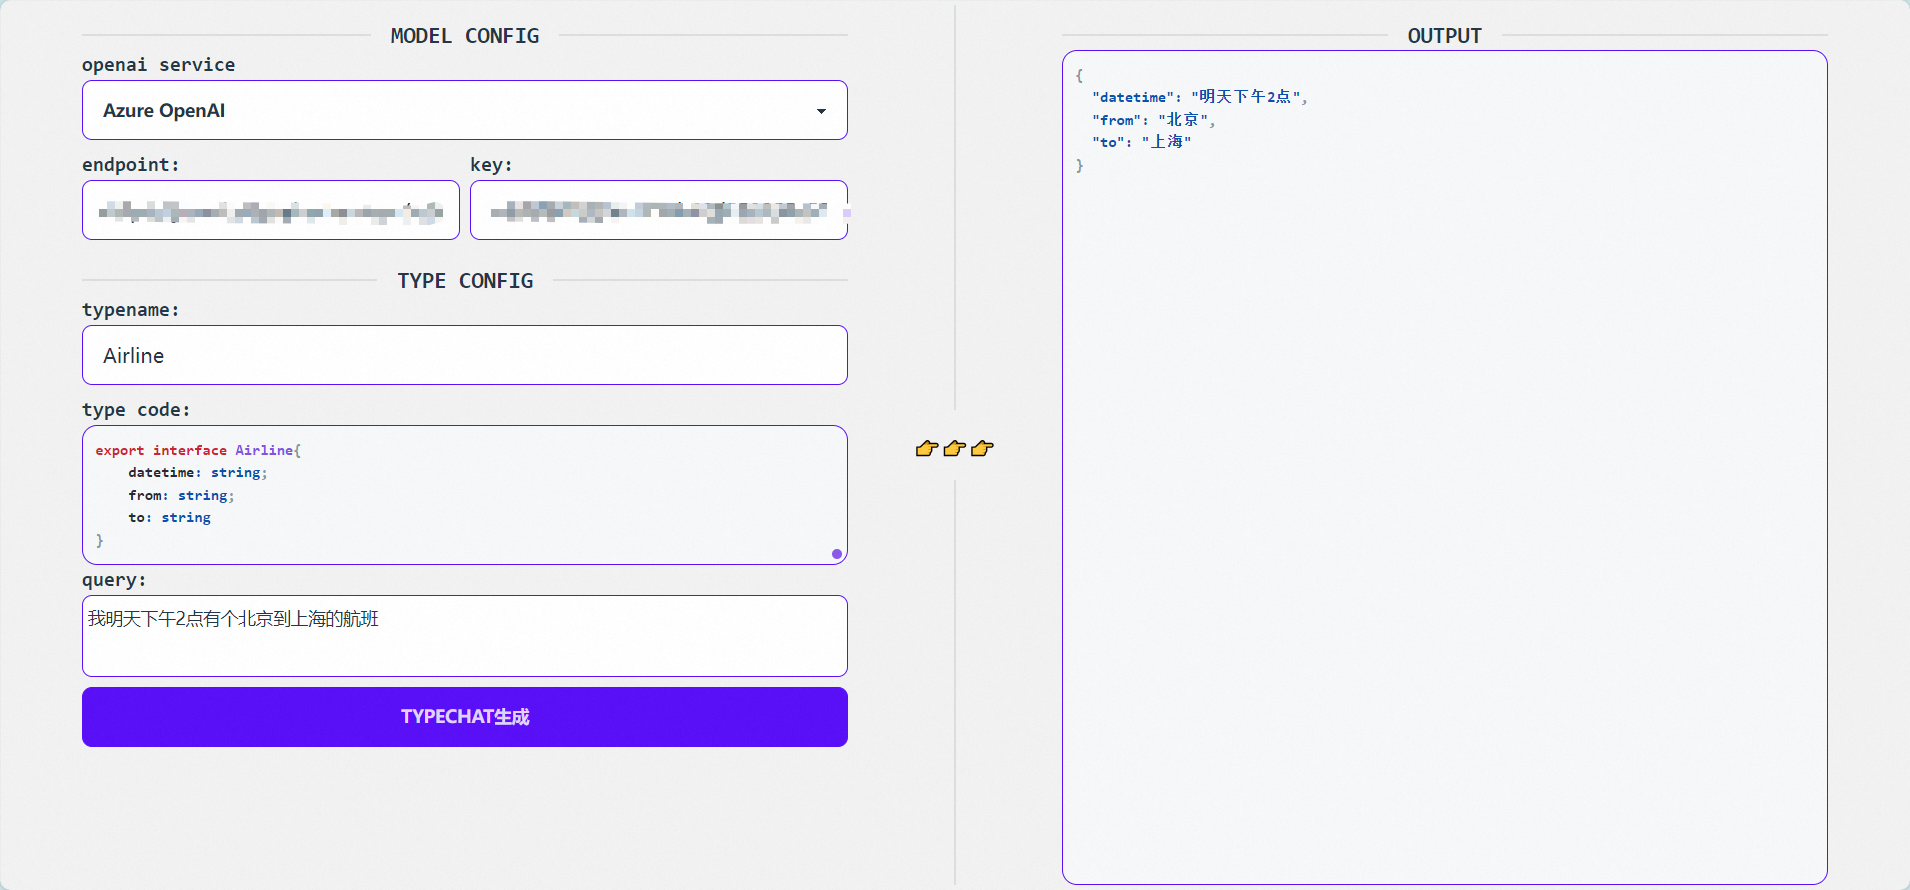 MODEL CONFIG
openai service
Azure OpenAI
endpoint:
key:
TYPE CONFIG
typename:
Airline
type code:
export interface Airline{
    datetime: string;
    from: string;
    to: string
}
query:
我明天下午2点有个北京到上海的航班
TYPECHAT生成
OUTPUT
{
  "datetime": "明天下午2点",
  "from": "北京",
  "to": "上海"
}